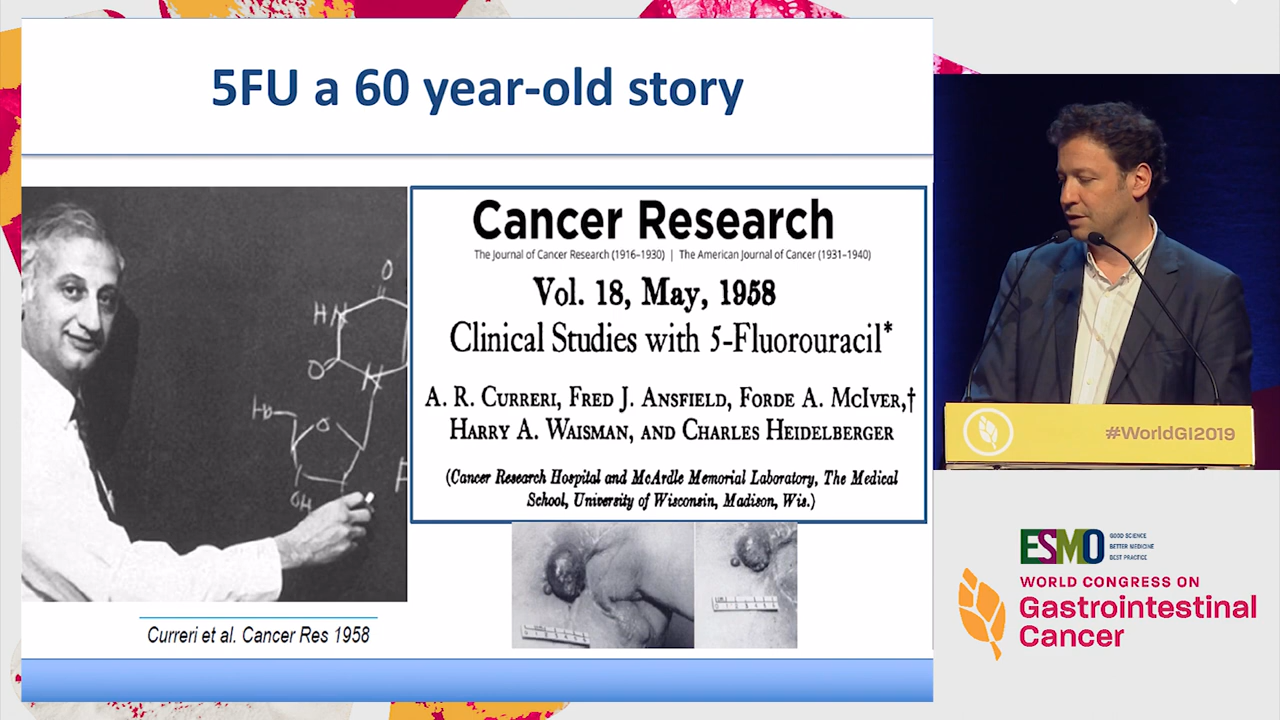 5FU a 60 year-old story
Cancer Research
The Journal of Cancer Research (1916–1930) | The American Journal of Cancer (1931–1940)
Vol. 18, May, 1958
Clinical Studies with 5-Fluorouracil*
A. R. Curreri, Fred J. Ansfield, Forde A. McIver,†
Harry A. Waisman, and Charles Heidelberger
(Cancer Research Hospital and McArdle Memorial Laboratory, The Medical
School, University of Wisconsin, Madison, Wis.)
O
HN
O
N
HO
O
OH
Curreri et al. Cancer Res 1958
#WorldGI2019
ESMO
GOOD SCIENCE
BETTER MEDICINE
BEST PRACTICE
WORLD CONGRESS ON
Gastrointestinal
Cancer